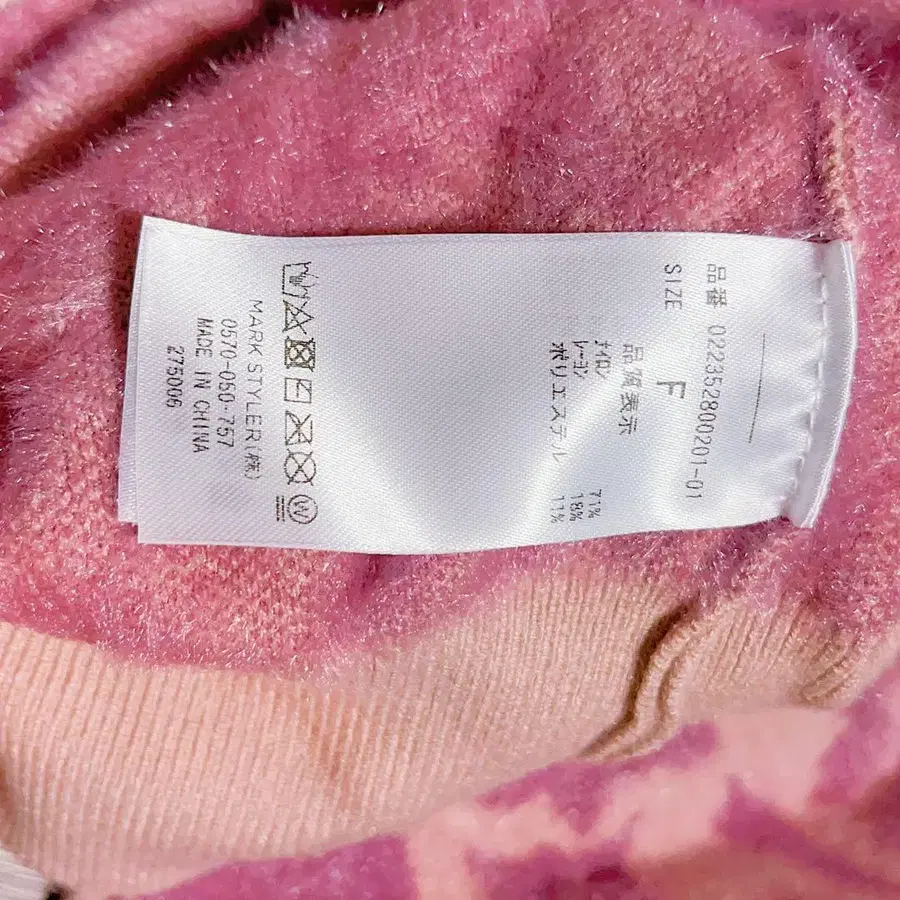 品番 022352800201-01
SIZE F
品質表示
ナイロン 71%
レーヨン 18%
ポリエステル 11%
MARK STYLER(株)
0570-050-757
MADE IN CHINA
275006